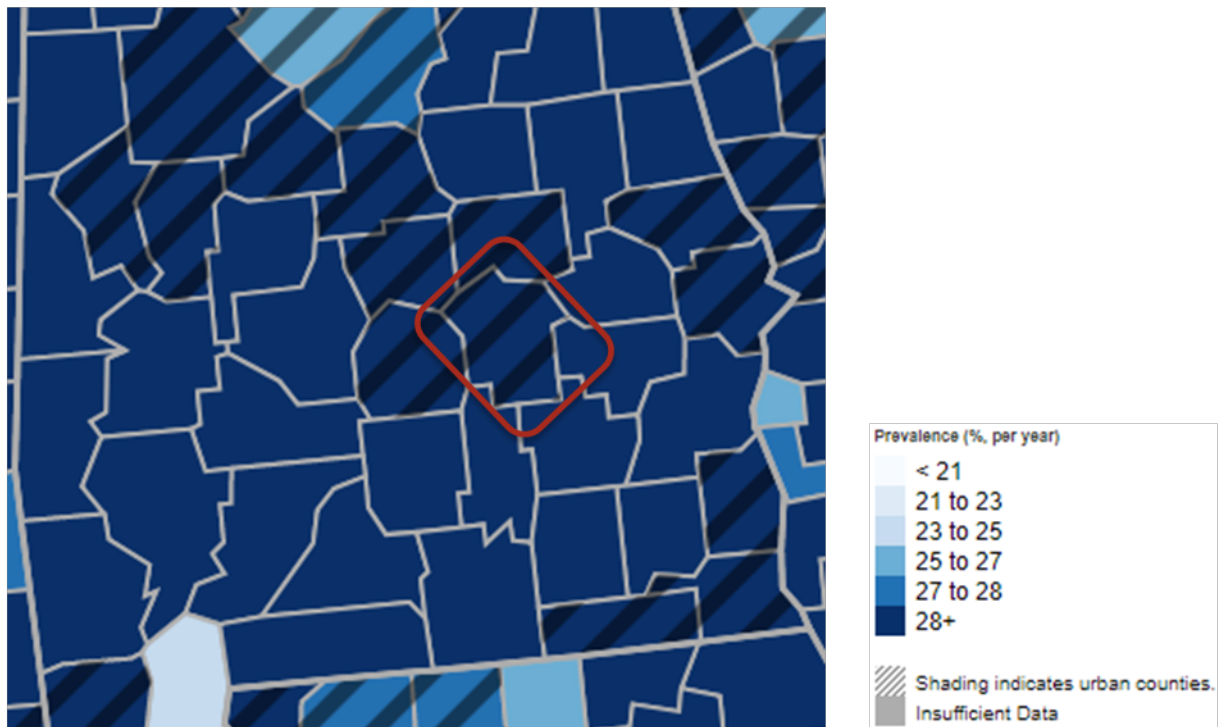 Prevalence (%, per year)
< 21
21 to 23
23 to 25
25 to 27
27 to 28
28+
Shading indicates urban counties.
Insufficient Data